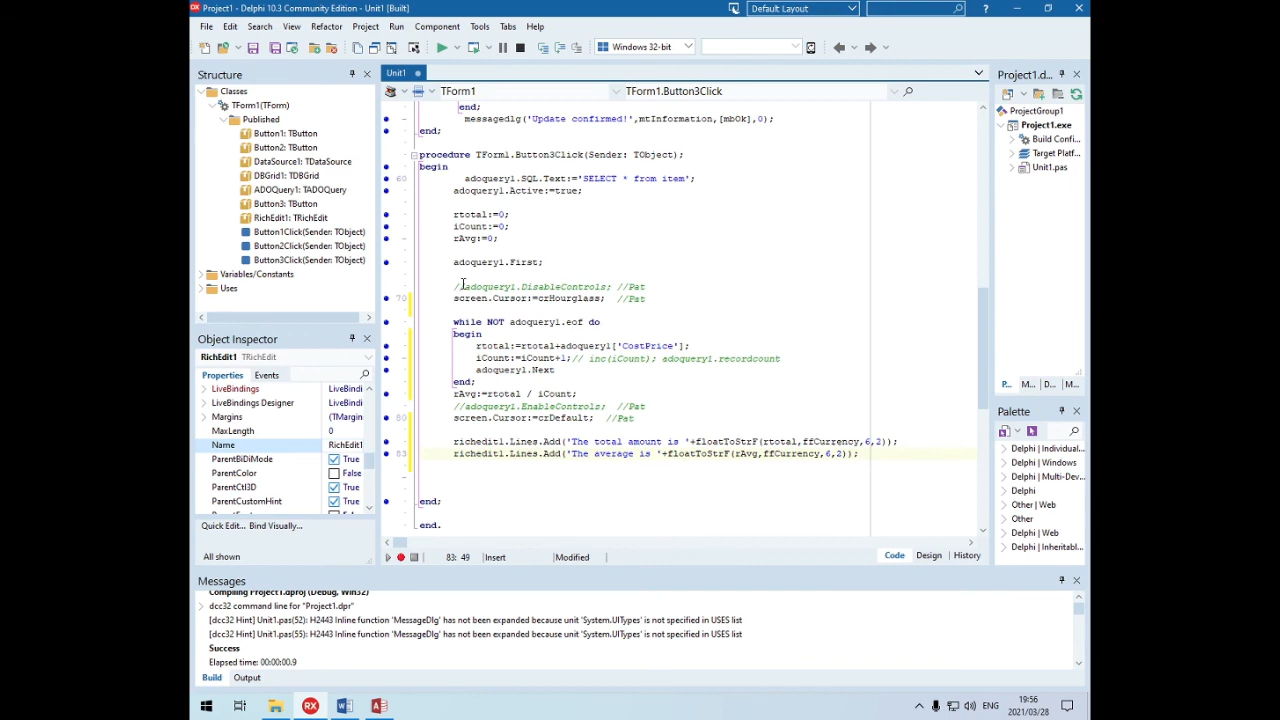 Project1 - Delphi 10.3 Community Edition - Unit1 [Built]
Default Layout
File Edit Search View Refactor Project Run Component Tools Tabs Help
Windows 32-bit
Structure
Classes
TForm1(TForm)
Published
Button1: TButton
Button2: TButton
DataSource1: TDataSource
DBGrid1: TDBGrid
ADOQuery1: TADOQuery
Button3: TButton
RichEdit1: TRichEdit
Button1Click(Sender: TObject)
Button2Click(Sender: TObject)
Button3Click(Sender: TObject)
Variables/Constants
Uses
Object Inspector
RichEdit1 TRichEdit
Properties Events
LiveBindings LiveBindi
LiveBindings Designer LiveBindi
Margins (TMargin
MaxLength 0
Name RichEdit1
ParentBiDiMode True
ParentColor False
ParentCtl3D True
ParentCustomHint True
Quick Edit... Bind Visually...
All shown
Unit1
TForm1 TForm1.Button3Click
end;
messagedlg('Update confirmed!',mtInformation,[mbOk],0);
end;
procedure TForm1.Button3Click(Sender: TObject);
begin
60 adoquery1.SQL.Text:='SELECT * from item';
adoquery1.Active:=true;
rtotal:=0;
iCount:=0;
rAvg:=0;
adoquery1.First;
//adoquery1.DisableControls; //Pat
70 screen.Cursor:=crHourglass; //Pat
while NOT adoquery1.eof do
begin
rtotal:=rtotal+adoquery1['CostPrice'];
iCount:=iCount+1;// inc(iCount); adoquery1.recordcount
adoquery1.Next
end;
rAvg:=rtotal / iCount;
//adoquery1.EnableControls; //Pat
80 screen.Cursor:=crDefault; //Pat
richedit1.Lines.Add('The total amount is '+floatToStrF(rtotal,ffCurrency,6,2));
83 richedit1.Lines.Add('The average is '+floatToStrF(rAvg,ffCurrency,6,2));
end;
end.
83: 49 Insert Modified
Code Design History
Project1.d...
ProjectGroup1
Project1.exe
Build Confi...
Target Platf...
Unit1.pas
P... M... D... M...
Palette
Delphi | Individual...
Delphi | Windows
Delphi | Multi-Dev...
Delphi
Other | Web
Other
Delphi | Web
Delphi | Inheritabl...
Messages
Compiling Project1.dproj (Debug, Win32)
dcc32 command line for "Project1.dpr"
[dcc32 Hint] Unit1.pas(52): H2443 Inline function 'MessageDlg' has not been expanded because unit 'System.UITypes' is not specified in USES list
[dcc32 Hint] Unit1.pas(55): H2443 Inline function 'MessageDlg' has not been expanded because unit 'System.UITypes' is not specified in USES list
Success
Elapsed time: 00:00:00.9
Build Output
ENG
19:56
2021/03/28